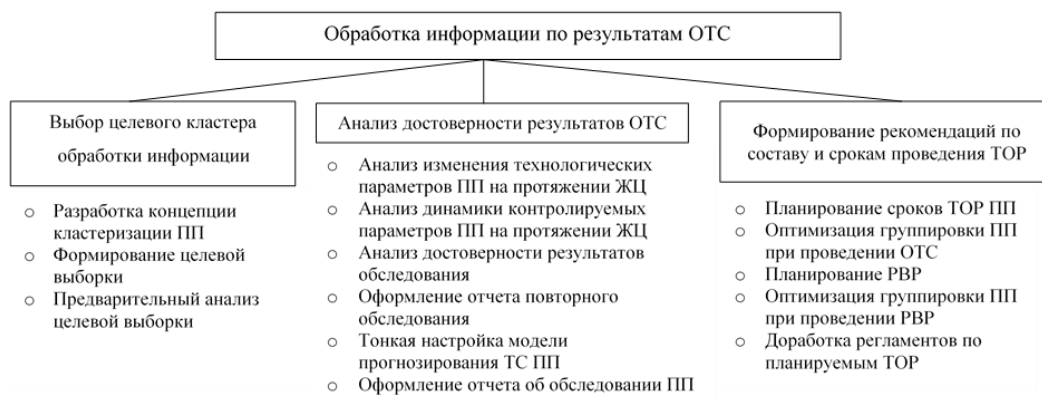 Обработка информации по результатам ОТС
Выбор целевого кластера
обработки информации
○ Разработка концепции
кластеризации ПП
○ Формирование целевой
выборки
○ Предварительный анализ
целевой выборки
Анализ достоверности результатов ОТС
○ Анализ изменения технологических
параметров ПП на протяжении ЖЦ
○ Анализ динамики контролируемых
параметров ПП на протяжении ЖЦ
○ Анализ достоверности результатов
обследования
○ Оформление отчета повторного
обследования
○ Тонкая настройка модели
прогнозирования ТС ПП
○ Оформление отчета об обследовании ПП
Формирование рекомендаций по
составу и срокам проведения ТОР
○ Планирование сроков ТОР ПП
○ Оптимизация группировки ПП
при проведении ОТС
○ Планирование РВР
○ Оптимизация группировки ПП
при проведении РВР
○ Доработка регламентов по
планируемым ТОР